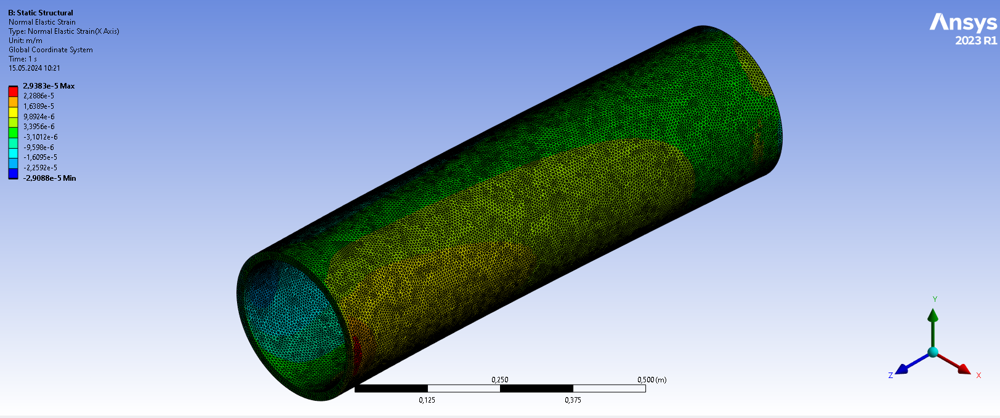 B: Static Structural
Normal Elastic Strain
Type: Normal Elastic Strain(X Axis)
Unit: m/m
Global Coordinate System
Time: 1 s
15.05.2024 10:21
2,9383e-5 Max
2,2886e-5
1,6389e-5
9,8924e-6
3,3956e-6
-3,1012e-6
-9,598e-6
-1,6095e-5
-2,2592e-5
-2,9088e-5 Min
Ansys
2023 R1
0,250
0,500 (m)
0,125
0,375
Y
Z
X